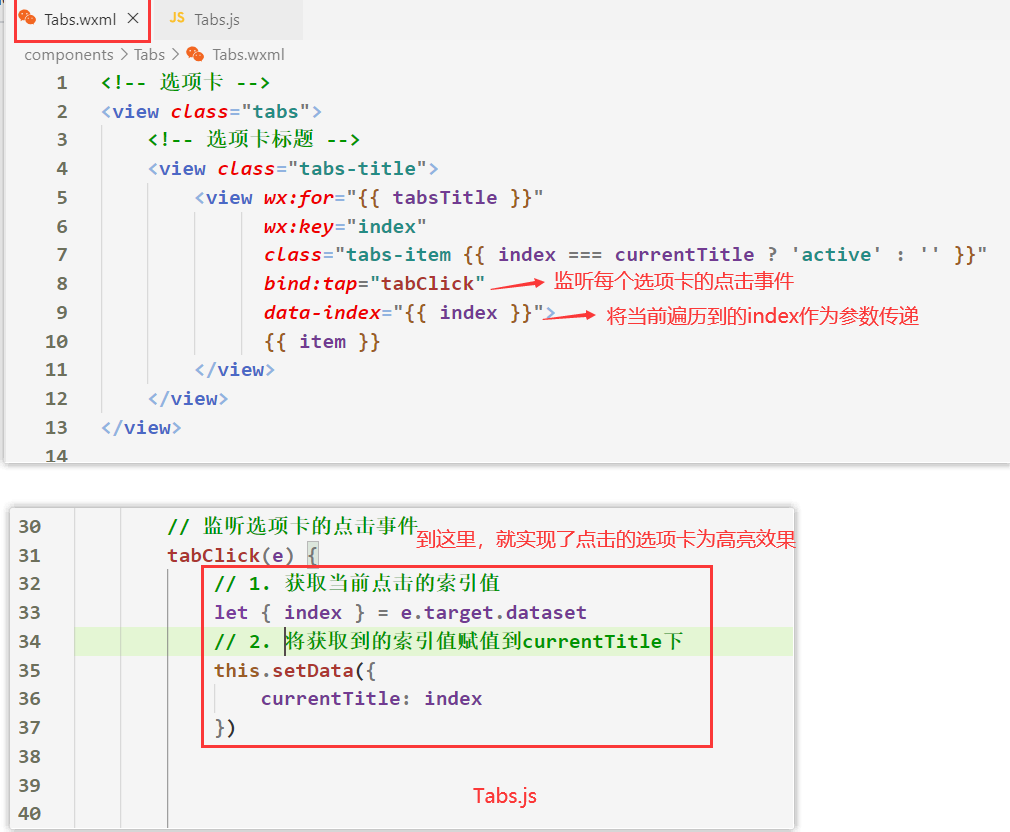 Tabs.wxml × JS Tabs.js
components > Tabs > Tabs.wxml
1 <!-- 选项卡 -->
2 <view class="tabs">
3 <!-- 选项卡标题 -->
4 <view class="tabs-title">
5 <view wx:for="{{ tabsTitle }}"
6 wx:key="index"
7 class="tabs-item {{ index === currentTitle ? 'active' : '' }}"
8 bind:tap="tabClick" 监听每个选项卡的点击事件
9 data-index="{{ index }}"> 将当前遍历到的index作为参数传递
10 {{ item }}
11 </view>
12 </view>
13 </view>
14
30 // 监听选项卡的点击事件 到这里，就实现了点击的选项卡为高亮效果
31 tabClick(e) {
32 // 1. 获取当前点击的索引值
33 let { index } = e.target.dataset
34 // 2. 将获取到的索引值赋值到currentTitle下
35 this.setData({
36 currentTitle: index
37 })
38
39
40
Tabs.js